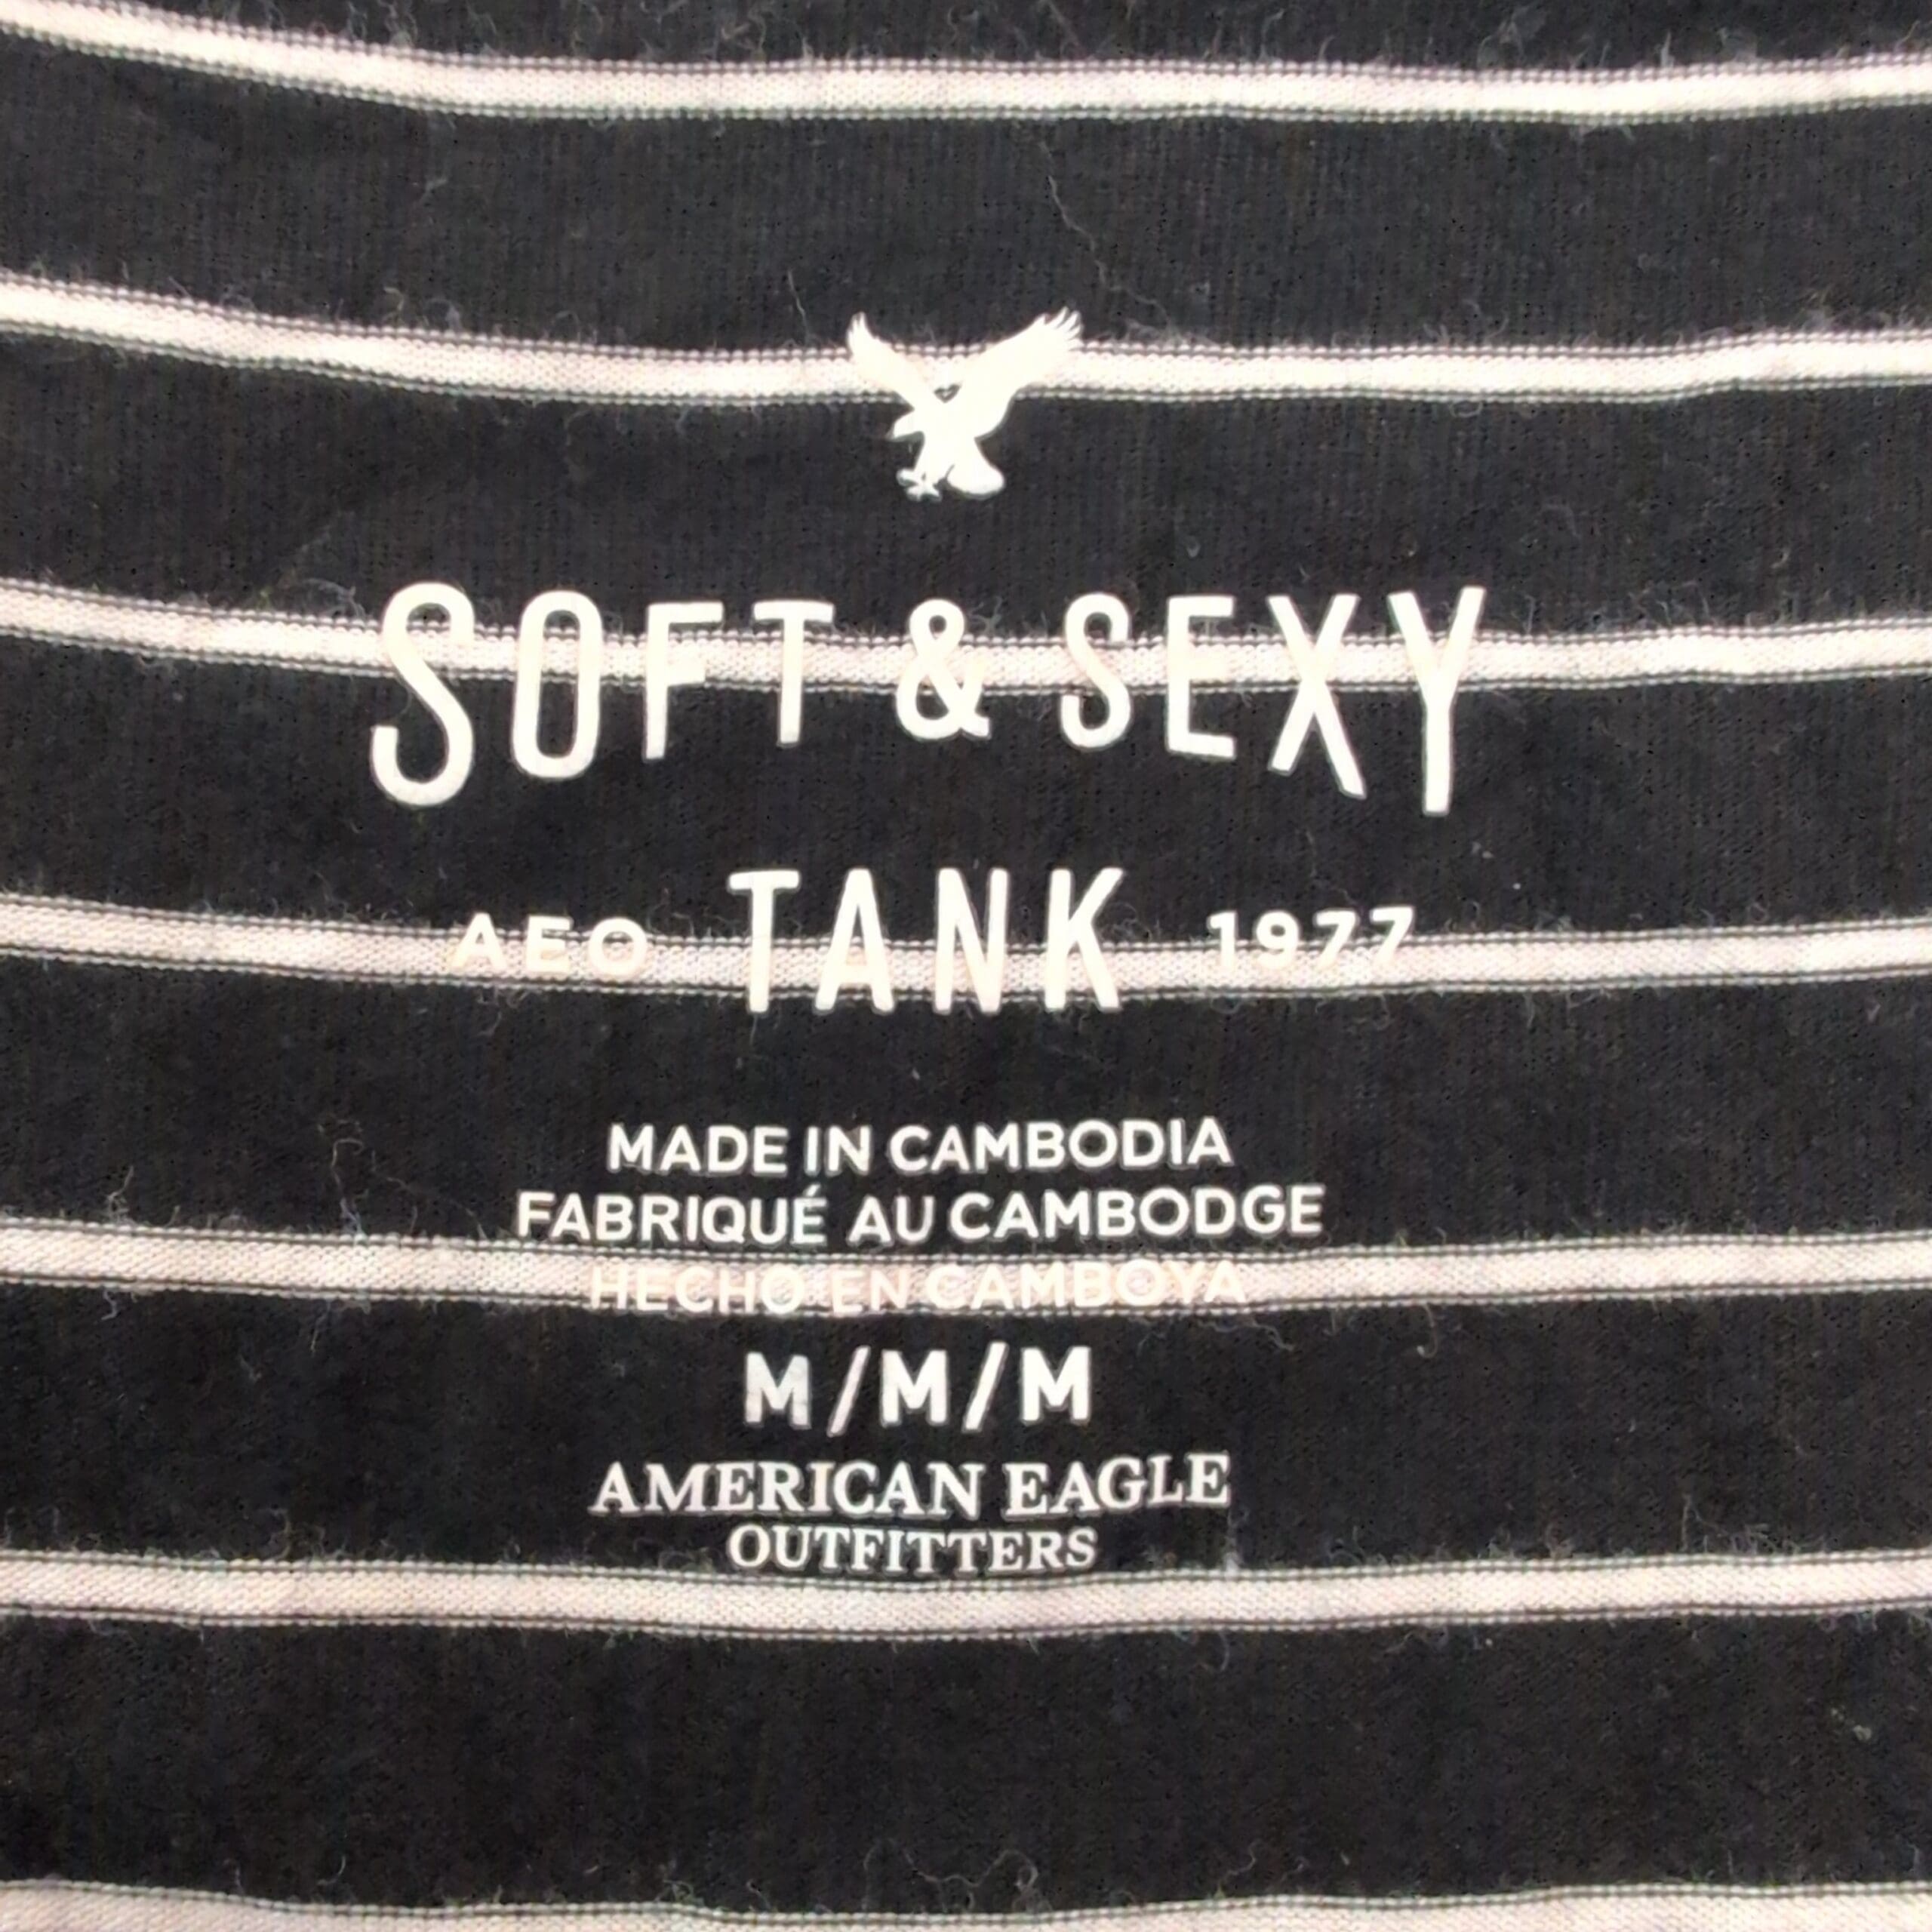 SOFT & SEXY
AEO TANK 1977
MADE IN CAMBODIA
FABRIQUÉ AU CAMBODGE
HECHO EN CAMBOYA
M/M/M
AMERICAN EAGLE
OUTFITTERS